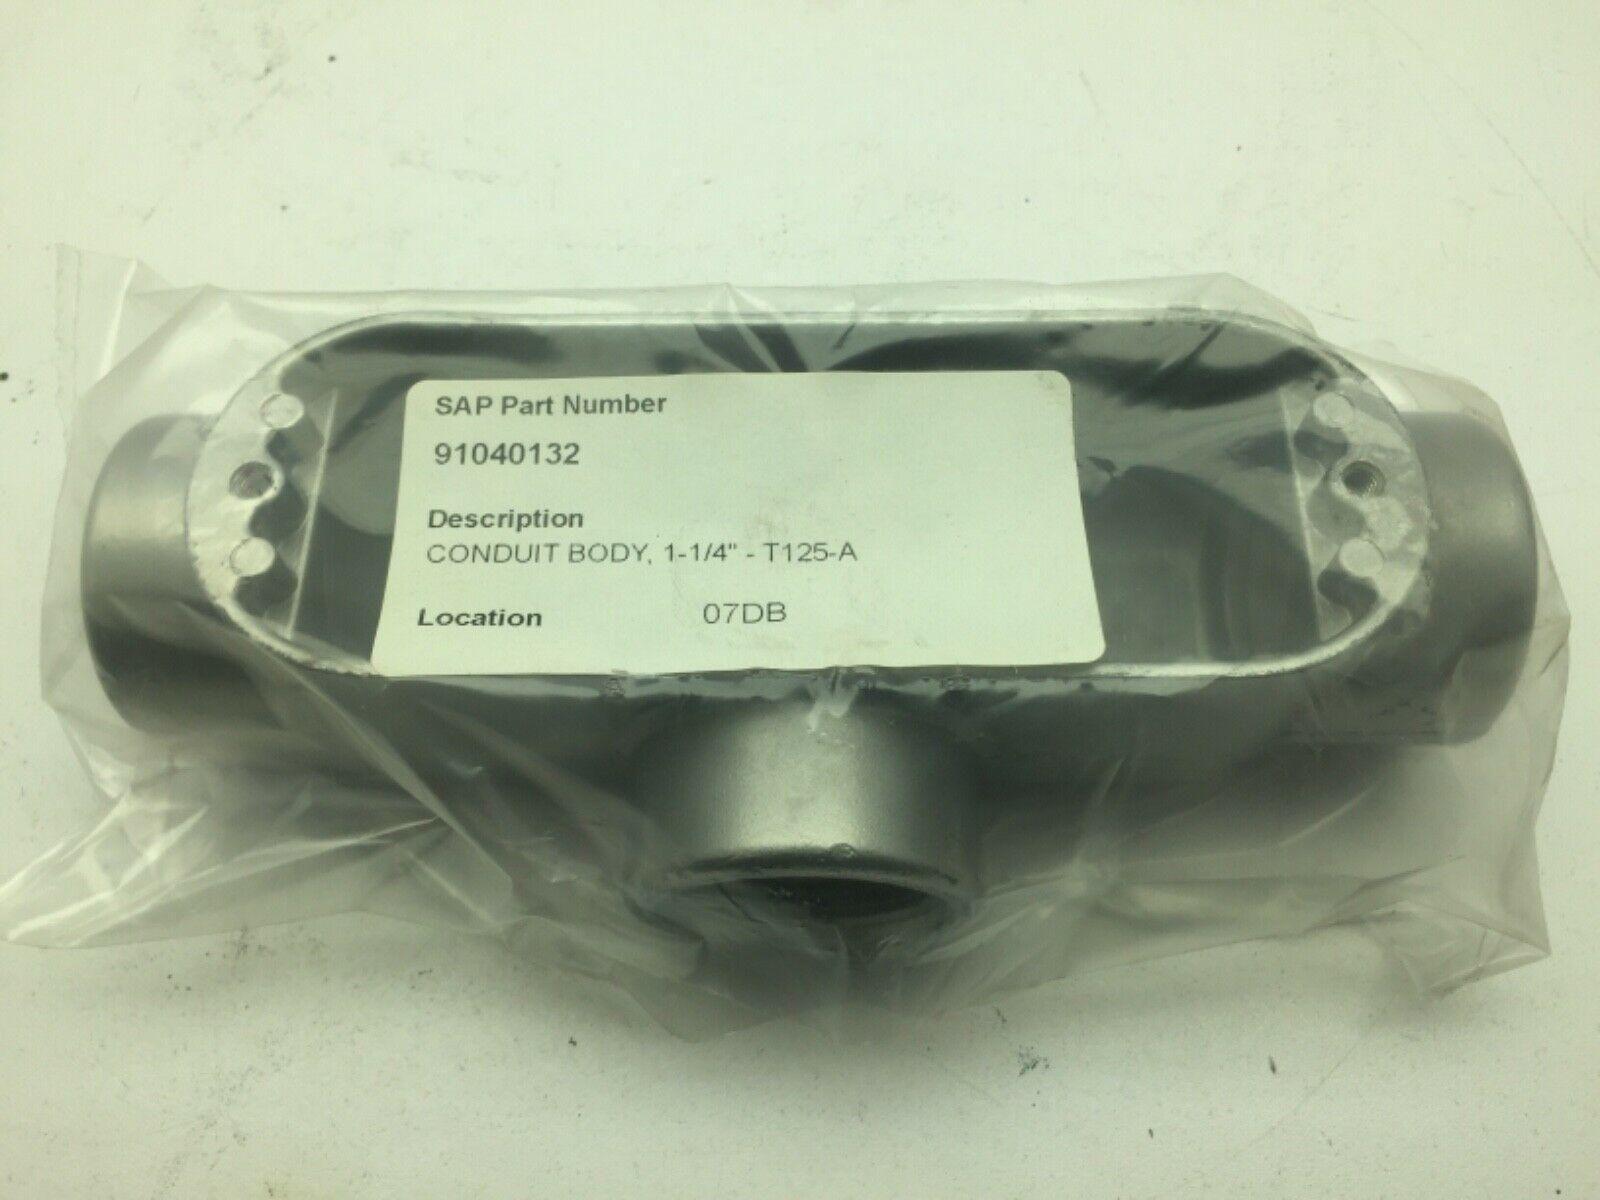 SAP Part Number
91040132
Description
CONDUIT BODY, 1-1/4" - T125-A
Location 07DB